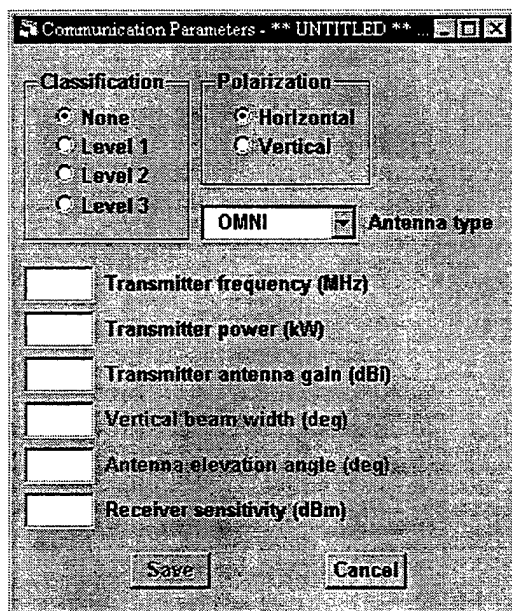 Communication Parameters - ** UNTITLED ** ...
Classification
None
Level 1
Level 2
Level 3
Polarization
Horizontal
Vertical
OMNI
Antenna type
Transmitter frequency (MHz)
Transmitter power (kW)
Transmitter antenna gain (dBi)
Vertical beam width (deg)
Antenna elevation angle (deg)
Receiver sensitivity (dBm)
Save
Cancel